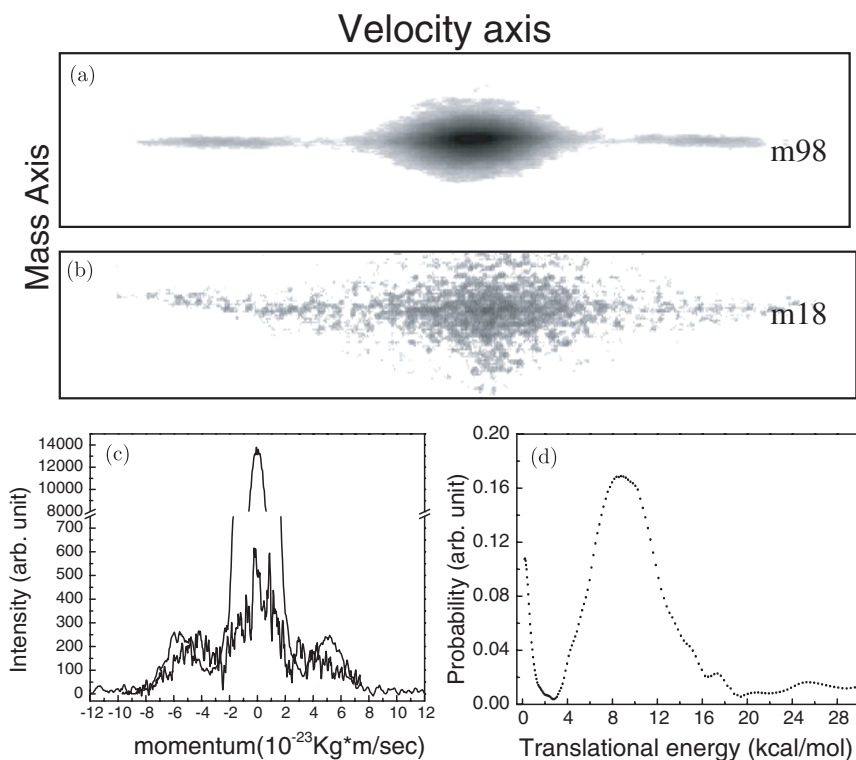 Velocity axis
Mass Axis
(a)
m98
(b)
m18
(c)
Intensity (arb. unit)
14000
12000
10000
8000
700
600
500
400
300
200
100
0
-12 -10 -8 -6 -4 -2 0 2 4 6 8 10 12
momentum(10⁻²³Kg*m/sec)
(d)
Probability (arb. unit)
0.20
0.16
0.12
0.08
0.04
0.00
0 4 8 12 16 20 24 28
Translational energy (kcal/mol)